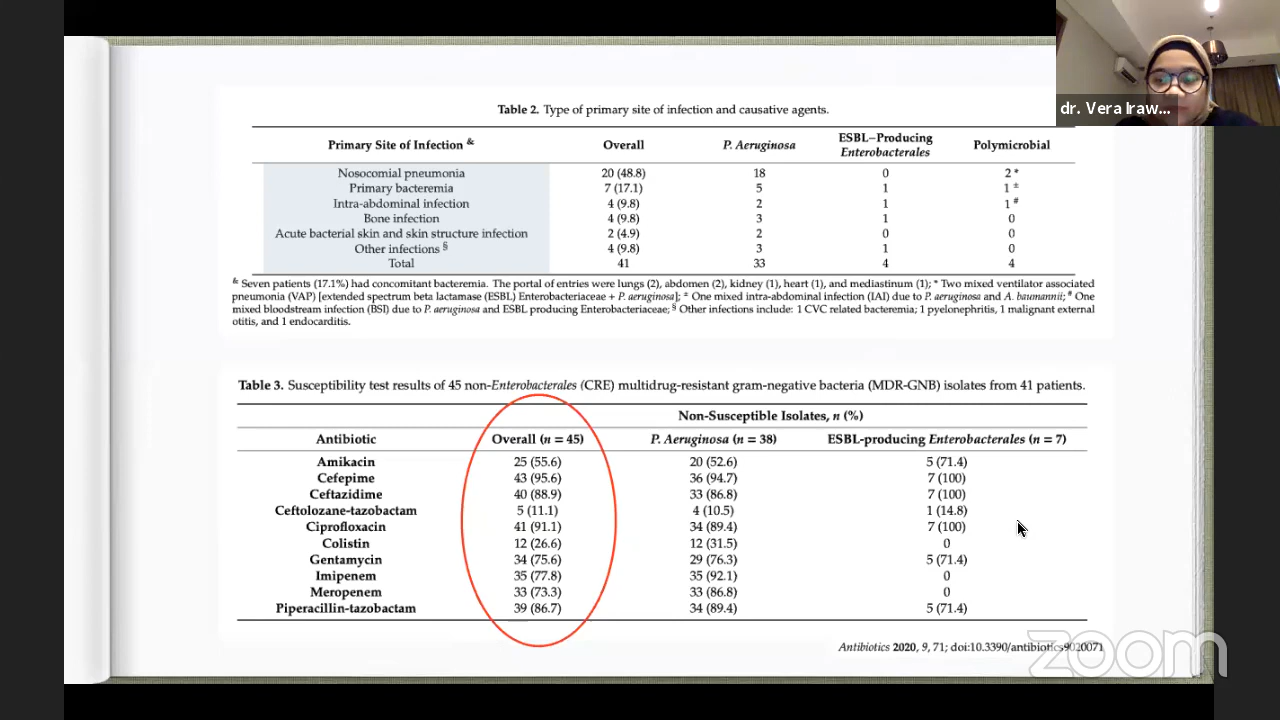 dr. Vera Iraw...
Table 2. Type of primary site of infection and causative agents.
Primary Site of Infection & Overall P. Aeruginosa ESBL-Producing Enterobacterales Polymicrobial
Nosocomial pneumonia 20 (48.8) 18 0 2 *
Primary bacteremia 7 (17.1) 5 1 1 ±
Intra-abdominal infection 4 (9.8) 2 1 1 #
Bone infection 4 (9.8) 3 1 0
Acute bacterial skin and skin structure infection 2 (4.9) 2 0 0
Other infections § 4 (9.8) 3 1 0
Total 41 33 4 4
& Seven patients (17.1%) had concomitant bacteremia. The portal of entries were lungs (2), abdomen (2), kidney (1), heart (1), and mediastinum (1); * Two mixed ventilator associated
pneumonia (VAP) [extended spectrum beta lactamase (ESBL) Enterobacteriaceae + P. aeruginosa]; ± One mixed intra-abdominal infection (IAI) due to P. aeruginosa and A. baumannii; # One
mixed bloodstream infection (BSI) due to P. aeruginosa and ESBL producing Enterobacteriaceae; § Other infections include: 1 CVC related bacteremia; 1 pyelonephritis, 1 malignant external
otitis, and 1 endocarditis.
Table 3. Susceptibility test results of 45 non-Enterobacterales (CRE) multidrug-resistant gram-negative bacteria (MDR-GNB) isolates from 41 patients.
Non-Susceptible Isolates, n (%)
Antibiotic Overall (n = 45) P. Aeruginosa (n = 38) ESBL-producing Enterobacterales (n = 7)
Amikacin 25 (55.6) 20 (52.6) 5 (71.4)
Cefepime 43 (95.6) 36 (94.7) 7 (100)
Ceftazidime 40 (88.9) 33 (86.8) 7 (100)
Ceftolozane-tazobactam 5 (11.1) 4 (10.5) 1 (14.8)
Ciprofloxacin 41 (91.1) 34 (89.4) 7 (100)
Colistin 12 (26.6) 12 (31.5) 0
Gentamycin 34 (75.6) 29 (76.3) 5 (71.4)
Imipenem 35 (77.8) 35 (92.1) 0
Meropenem 33 (73.3) 33 (86.8) 0
Piperacillin-tazobactam 39 (86.7) 34 (89.4) 5 (71.4)
Antibiotics 2020, 9, 71; doi:10.3390/antibiotics9020071
zoom